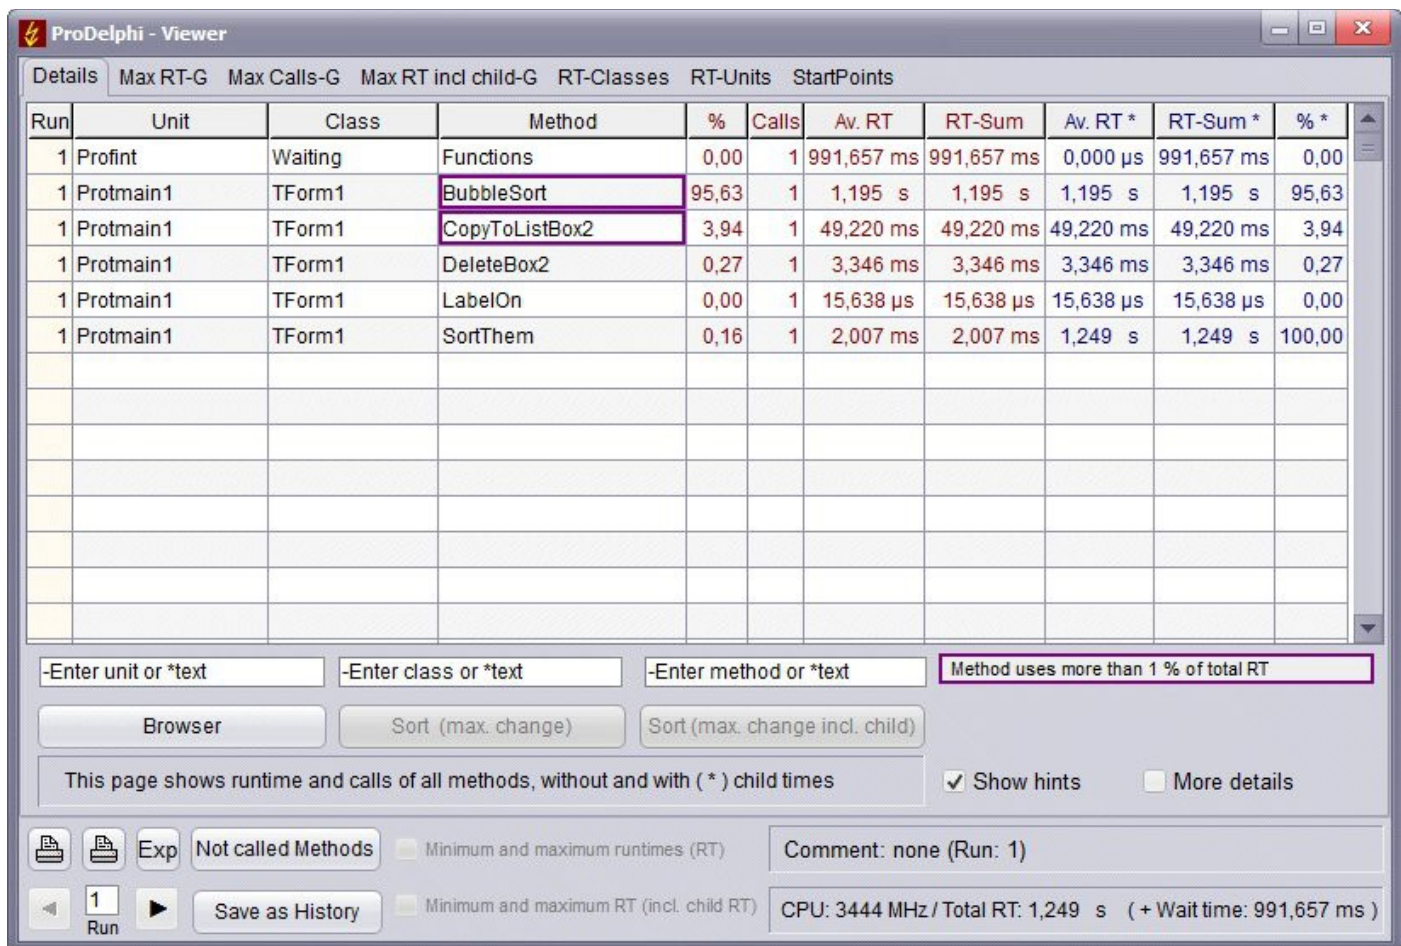 ProDelphi - Viewer
Details Max RT-G Max Calls-G Max RT incl child-G RT-Classes RT-Units StartPoints
Run Unit Class Method % Calls Av. RT RT-Sum Av. RT * RT-Sum * % *
1 Profint Waiting Functions 0,00 1 991,657 ms 991,657 ms 0,000 µs 991,657 ms 0,00
1 Protmain1 TForm1 BubbleSort 95,63 1 1,195 s 1,195 s 1,195 s 1,195 s 95,63
1 Protmain1 TForm1 CopyToListBox2 3,94 1 49,220 ms 49,220 ms 49,220 ms 49,220 ms 3,94
1 Protmain1 TForm1 DeleteBox2 0,27 1 3,346 ms 3,346 ms 3,346 ms 3,346 ms 0,27
1 Protmain1 TForm1 LabelOn 0,00 1 15,638 µs 15,638 µs 15,638 µs 15,638 µs 0,00
1 Protmain1 TForm1 SortThem 0,16 1 2,007 ms 2,007 ms 1,249 s 1,249 s 100,00
-Enter unit or *text -Enter class or *text -Enter method or *text Method uses more than 1 % of total RT
Browser Sort (max. change) Sort (max. change incl. child)
This page shows runtime and calls of all methods, without and with ( * ) child times Show hints More details
Exp Not called Methods Minimum and maximum runtimes (RT) Comment: none (Run: 1)
1 Save as History Minimum and maximum RT (incl. child RT) CPU: 3444 MHz / Total RT: 1,249 s ( + Wait time: 991,657 ms )
Run